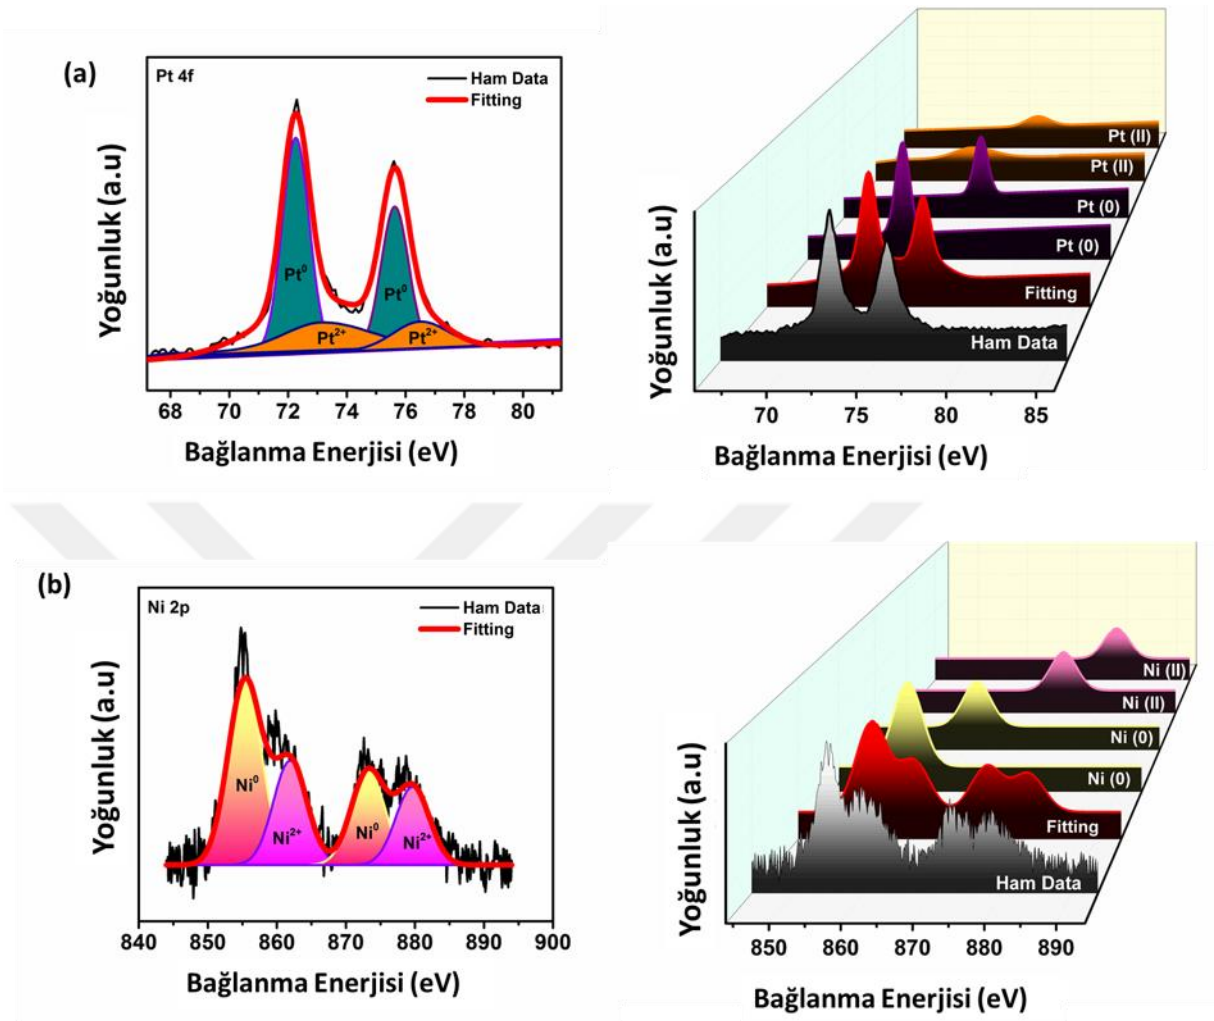 (a)
Pt 4f
Ham Data
Fitting
Pt⁰
Pt⁰
Pt²⁺
Pt²⁺
Yoğunluk (a.u)
68 70 72 74 76 78 80
Bağlanma Enerjisi (eV)
Pt (II)
Pt (II)
Pt (0)
Pt (0)
Fitting
Ham Data
Yoğunluk (a.u)
70 75 80 85
Bağlanma Enerjisi (eV)
(b)
Ni 2p
Ham Data
Fitting
Ni⁰
Ni²⁺
Ni⁰
Ni²⁺
Yoğunluk (a.u)
840 850 860 870 880 890 900
Bağlanma Enerjisi (eV)
Ni (II)
Ni (II)
Ni (0)
Ni (0)
Fitting
Ham Data
Yoğunluk (a.u)
850 860 870 880 890
Bağlanma Enerjisi (eV)